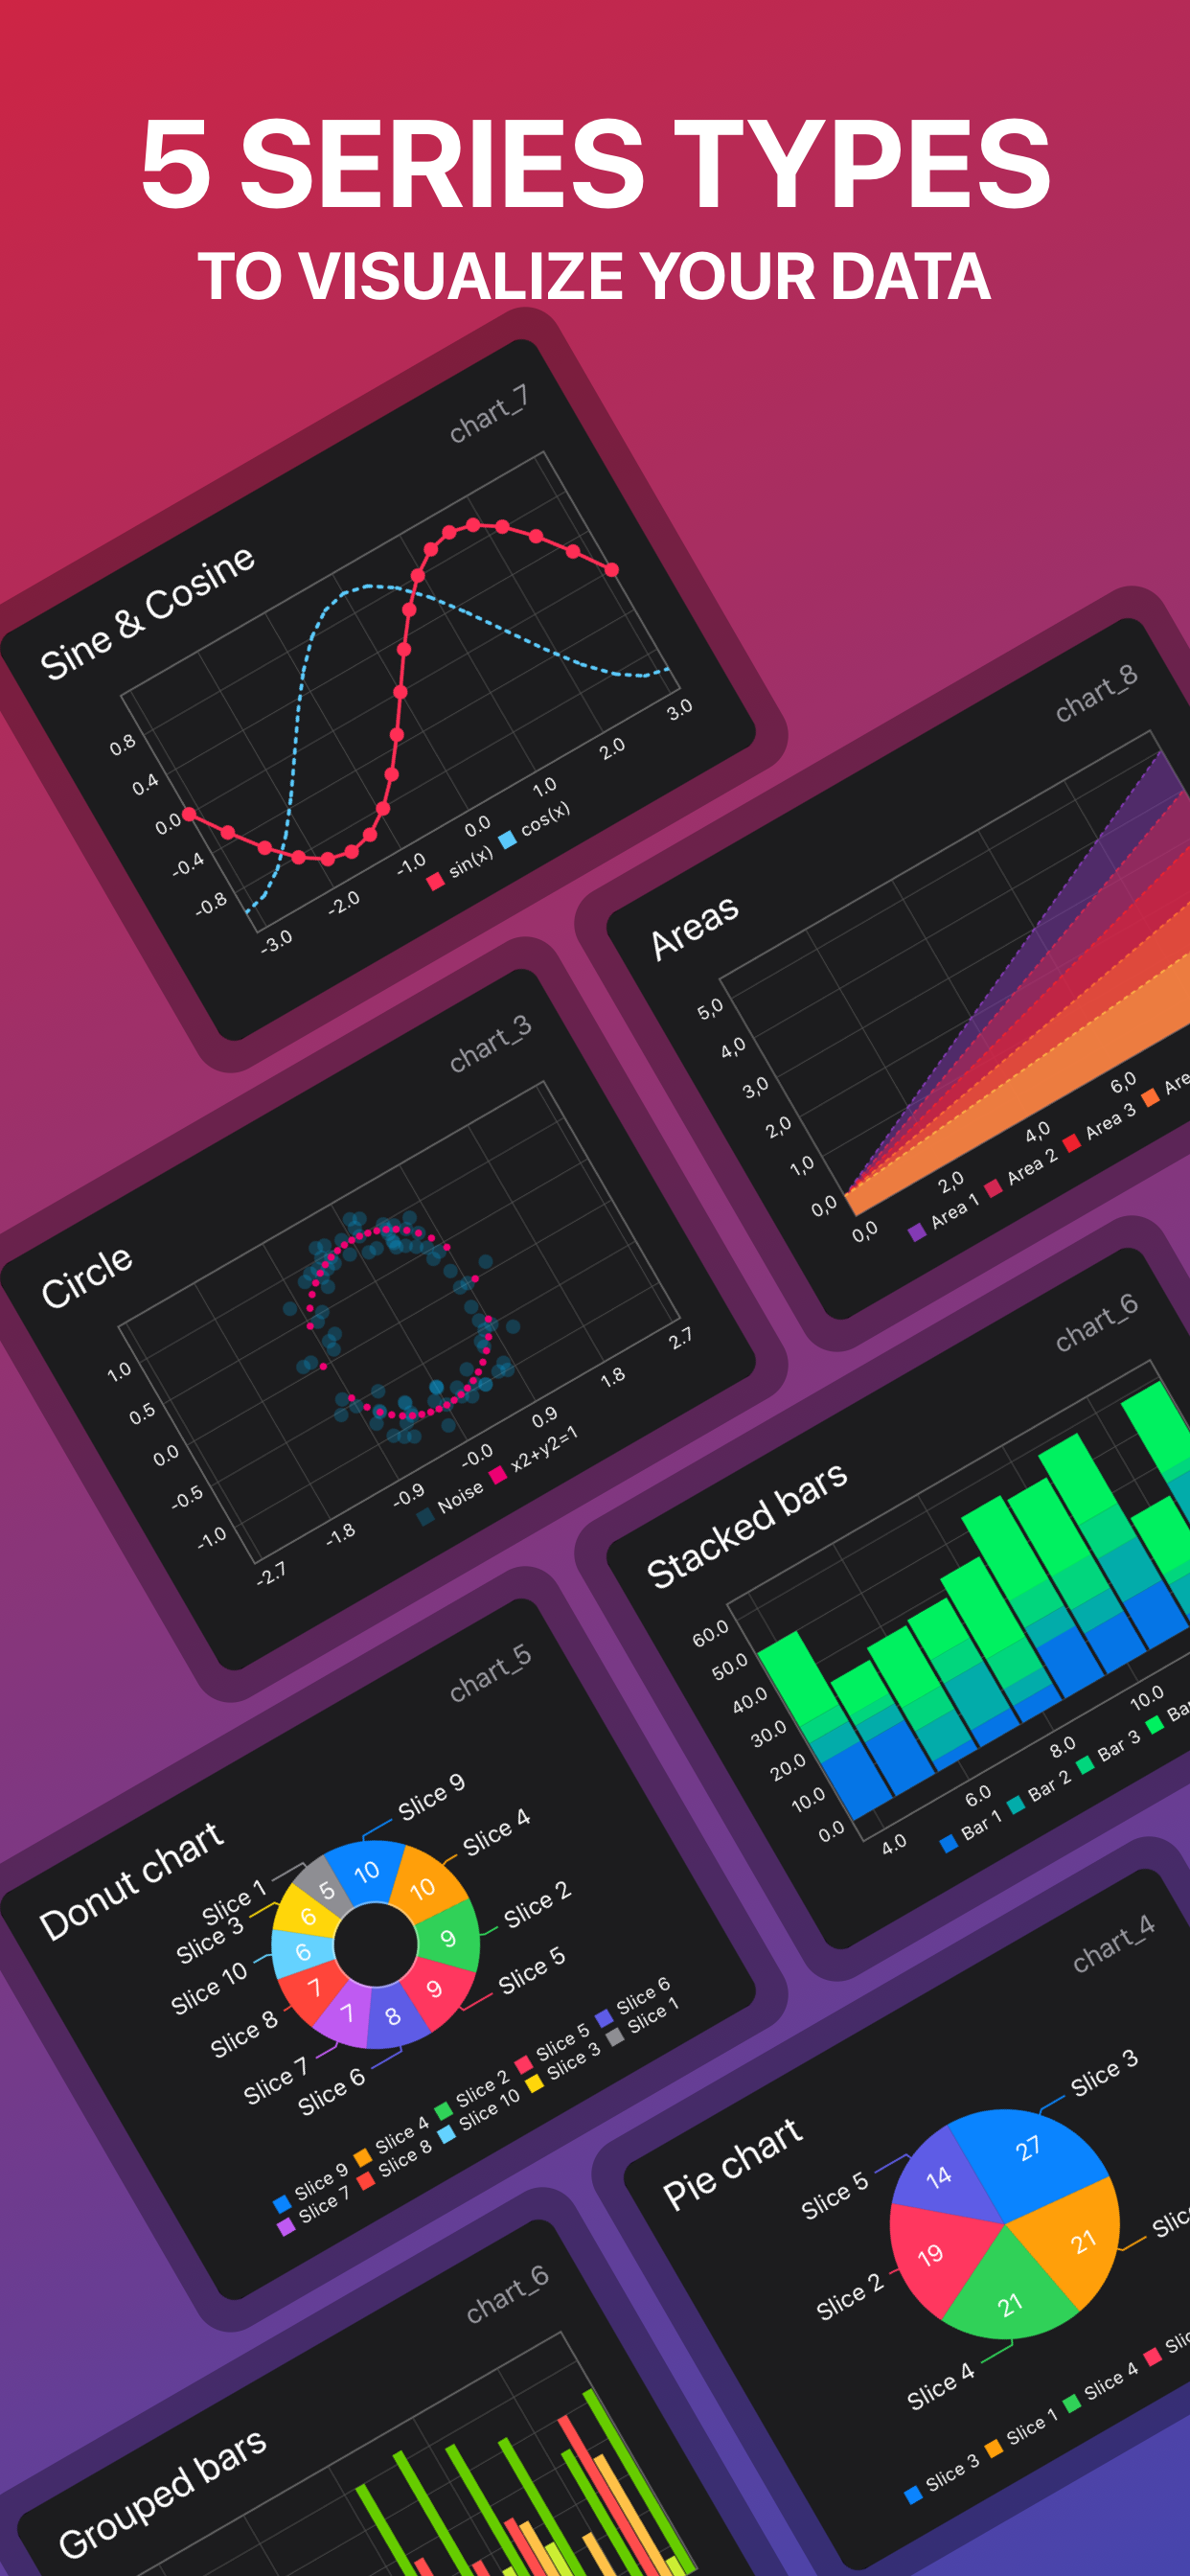 5 SERIES TYPES
TO VISUALIZE YOUR DATA
chart_7
Sine & Cosine
0.8
0.4
0.0
-0.4
-0.8
-3.0
-2.0
-1.0
0.0
1.0
2.0
3.0
sin(x) cos(x)
chart_8
Areas
5,0
4,0
3,0
2,0
1,0
0,0
0,0
2,0
4,0
6,0
Area 1 Area 2 Area 3 Are
chart_3
Circle
1.0
0.5
0.0
-0.5
-1.0
-2.7
-1.8
-0.9
-0.0
0.9
1.8
2.7
Noise x2+y2=1
chart_6
Stacked bars
60.0
50.0
40.0
30.0
20.0
10.0
0.0
4.0
6.0
8.0
10.0
Bar 1 Bar 2 Bar 3 Ba
chart_5
Donut chart
Slice 9
Slice 4
Slice 2
Slice 5
Slice 6
Slice 7
Slice 8
Slice 10
Slice 3
Slice 1
10
10
9
9
8
7
7
6
6
5
Slice 9 Slice 4 Slice 2 Slice 5 Slice 6
Slice 7 Slice 8 Slice 10 Slice 3 Slice 1
chart_4
Pie chart
Slice 3
Slice
Slice 4
Slice 2
Slice 5
27
21
21
19
14
Slice 3 Slice 1 Slice 4 Slic
chart_6
Grouped bars